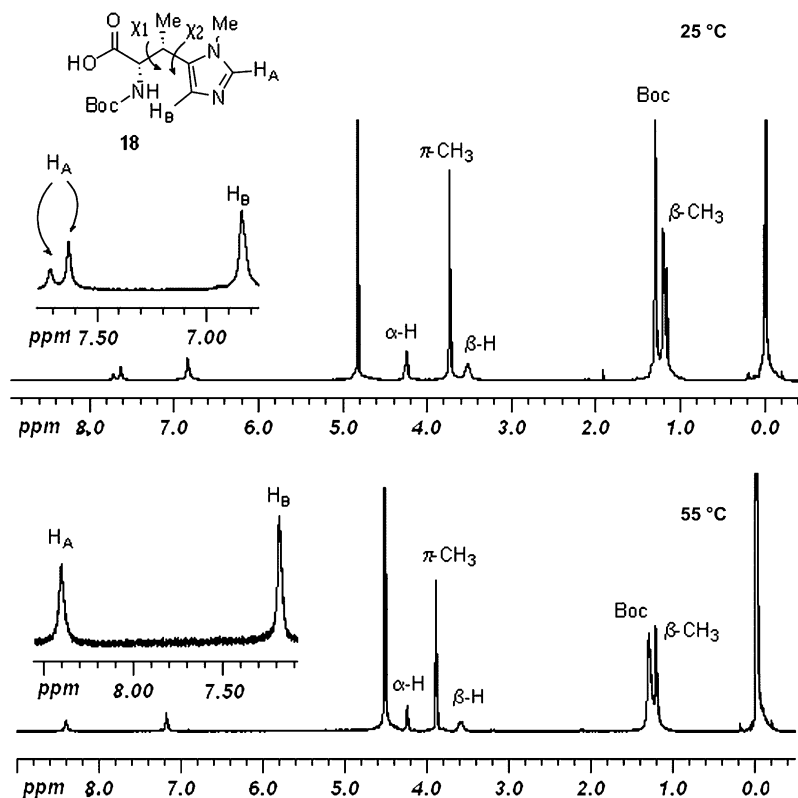 25 °C
O
HO
χ1
Me
χ2
Me
N
H_A
N
NH
Boc
H_B
18
H_A
H_B
ppm 7.50 7.00
π-CH₃
α-H
β-H
Boc
β-CH₃
ppm 8.0 7.0 6.0 5.0 4.0 3.0 2.0 1.0 0.0
55 °C
H_A
H_B
ppm 8.00 7.50
π-CH₃
α-H
β-H
Boc
β-CH₃
ppm 8.0 7.0 6.0 5.0 4.0 3.0 2.0 1.0 0.0